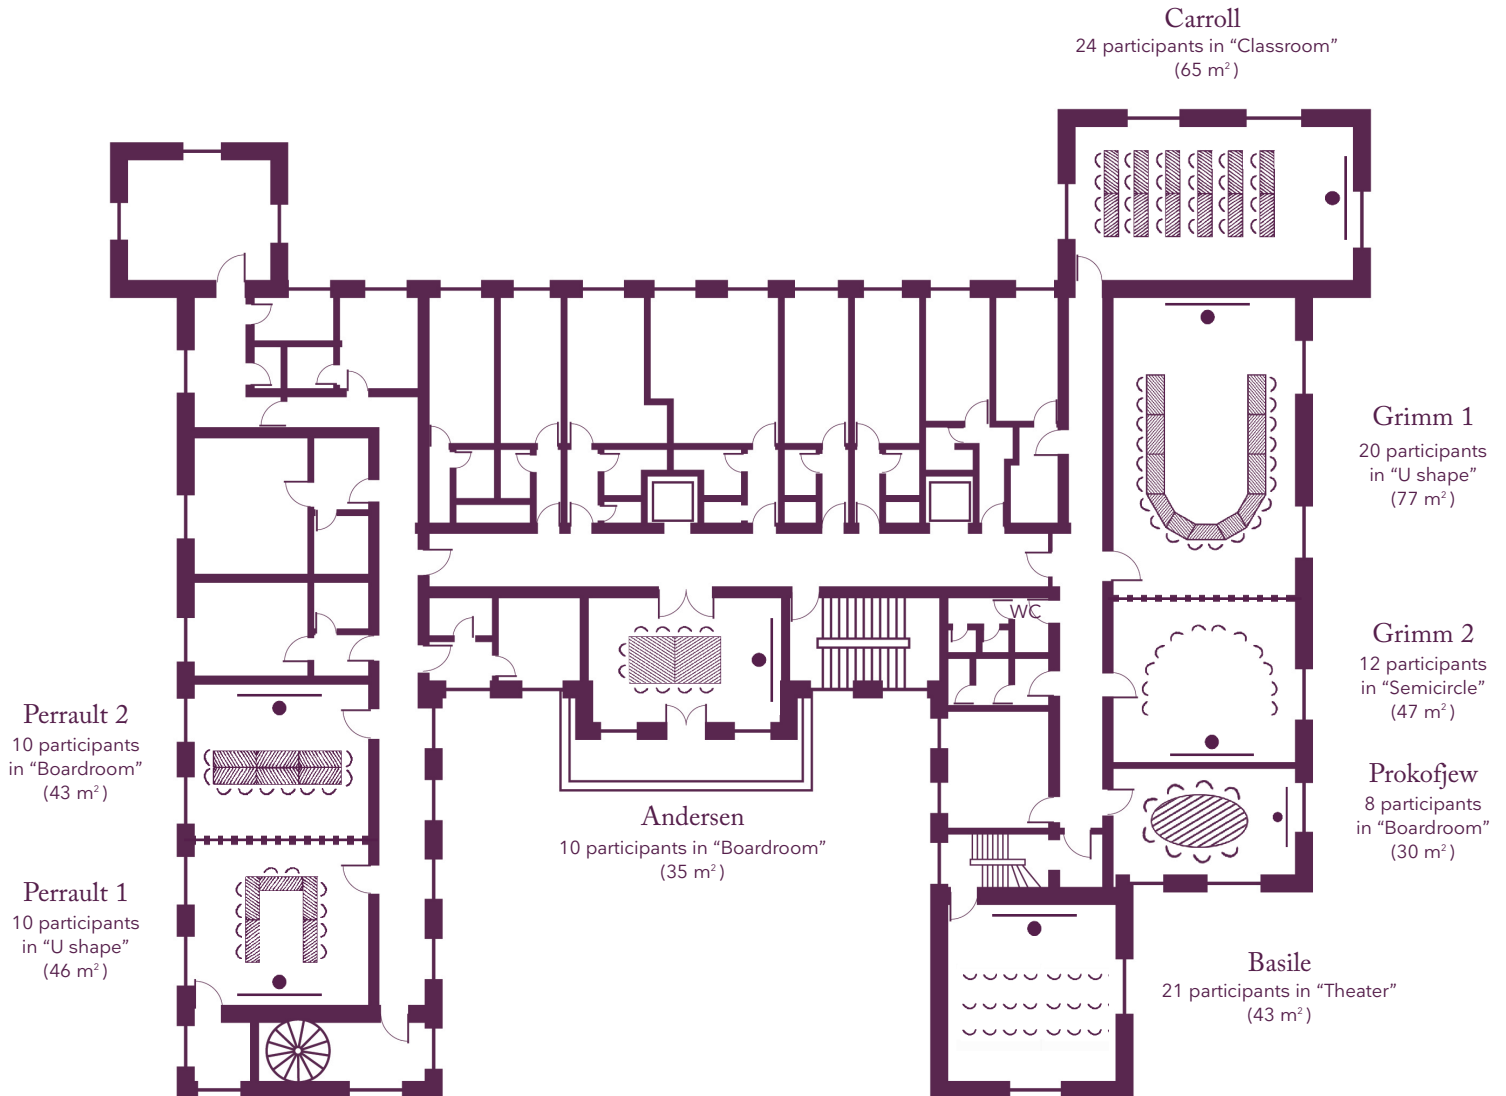 Carroll
24 participants in “Classroom”
(65 m²)
Grimm 1
20 participants
in “U shape”
(77 m²)
WC
Grimm 2
12 participants
in “Semicircle”
(47 m²)
Perrault 2
10 participants
in “Boardroom”
(43 m²)
Prokofjew
8 participants
in “Boardroom”
(30 m²)
Andersen
10 participants in “Boardroom”
(35 m²)
Perrault 1
10 participants
in “U shape”
(46 m²)
Basile
21 participants in “Theater”
(43 m²)